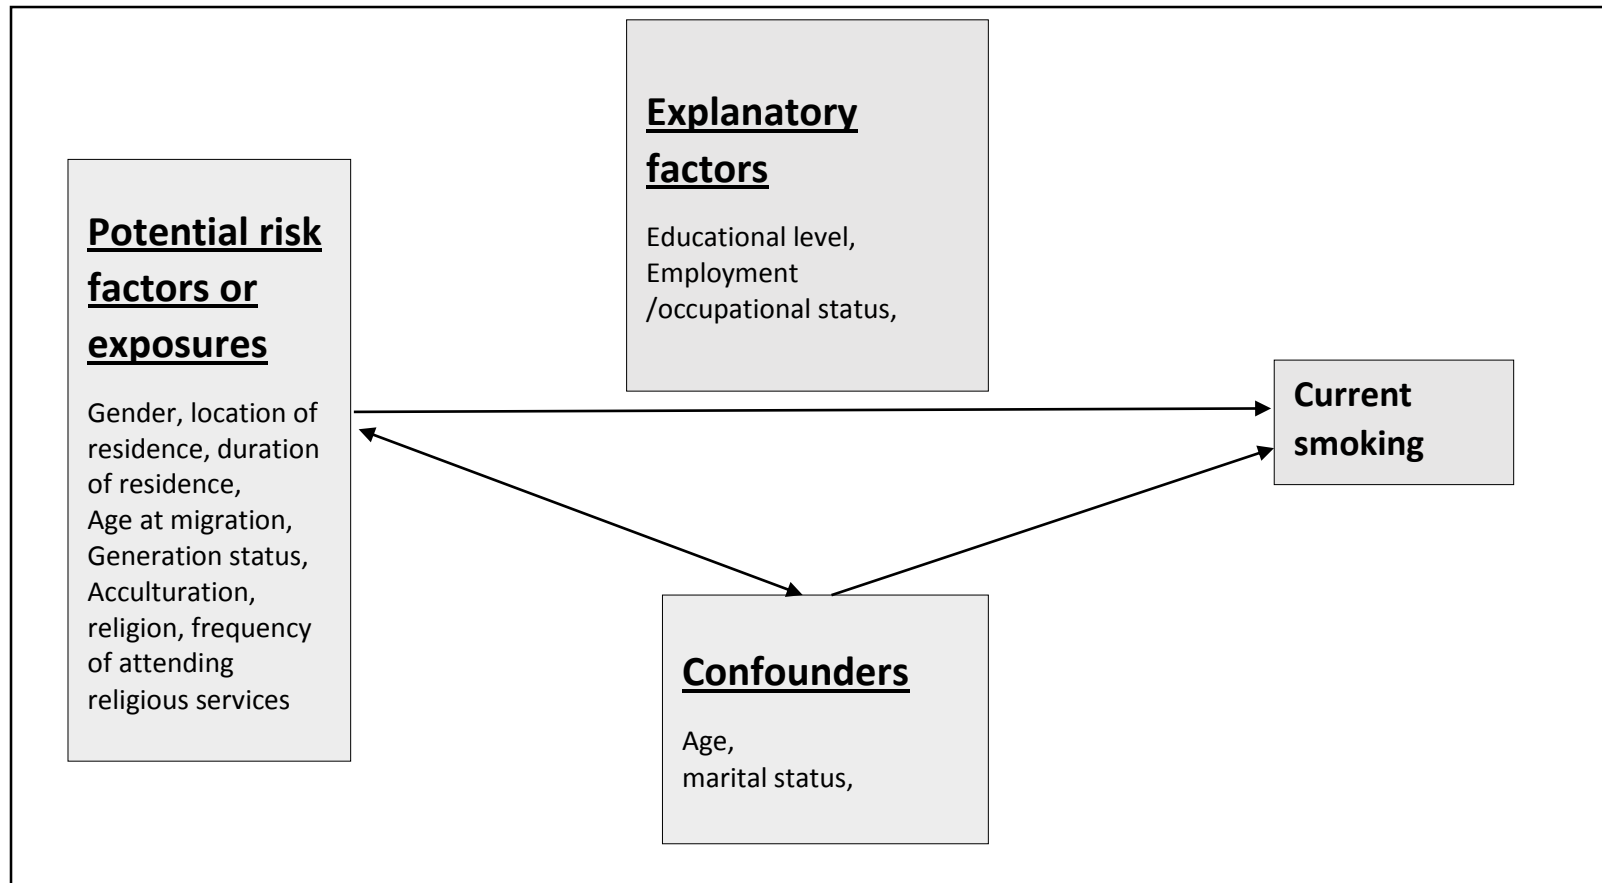 Potential risk
factors or
exposures
Gender, location of
residence, duration
of residence,
Age at migration,
Generation status,
Acculturation,
religion, frequency
of attending
religious services
Explanatory
factors
Educational level,
Employment
/occupational status,
Confounders
Age,
marital status,
Current
smoking